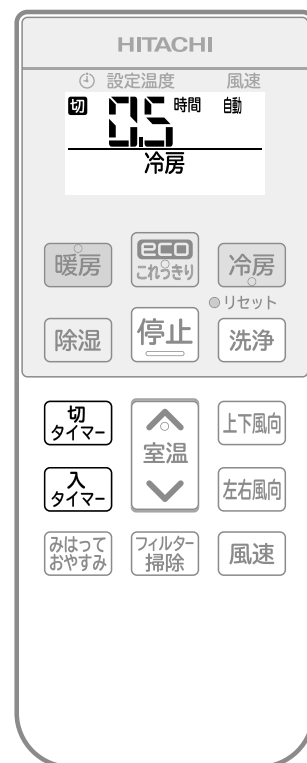 HITACHI
設定温度 風速
切 0.5 時間 自動
冷房
暖房 eco これっきり 冷房
リセット
除湿 停止 洗浄
切タイマー 室温 上下風向
入タイマー 左右風向
みはっておやすみ フィルター掃除 風速